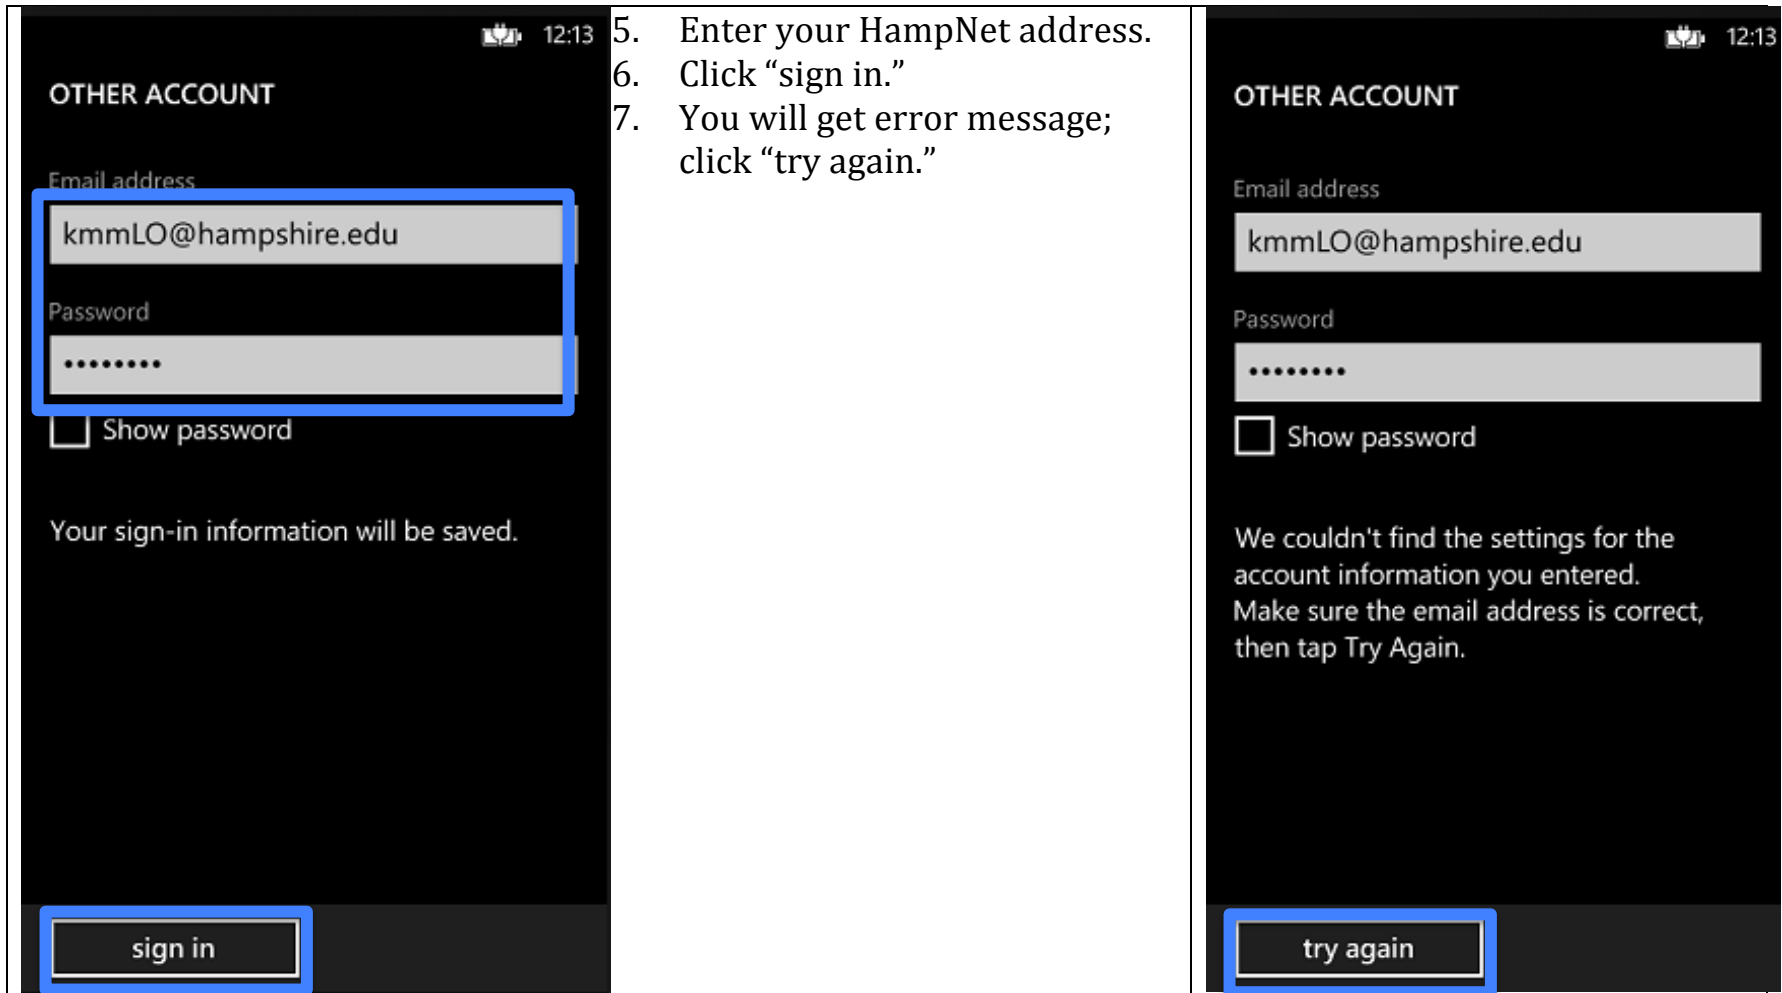 12:13
OTHER ACCOUNT
Email address
kmmLO@hampshire.edu
Password
••••••••
Show password
Your sign-in information will be saved.
sign in
5. Enter your HampNet address.
6. Click “sign in.”
7. You will get error message;
click “try again.”
12:13
OTHER ACCOUNT
Email address
kmmLO@hampshire.edu
Password
••••••••
Show password
We couldn't find the settings for the
account information you entered.
Make sure the email address is correct,
then tap Try Again.
try again